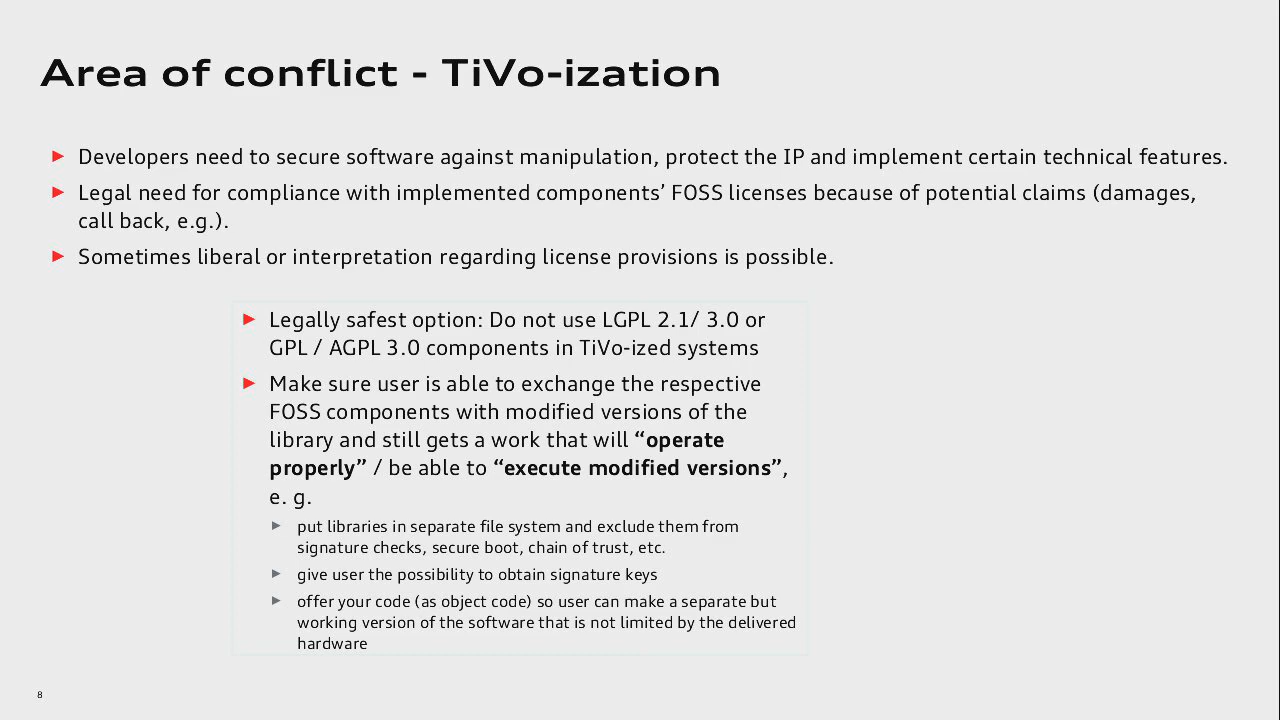 Area of conflict - TiVo-ization
Developers need to secure software against manipulation, protect the IP and implement certain technical features.
Legal need for compliance with implemented components’ FOSS licenses because of potential claims (damages,
call back, e.g.).
Sometimes liberal or interpretation regarding license provisions is possible.
Legally safest option: Do not use LGPL 2.1/ 3.0 or
GPL / AGPL 3.0 components in TiVo-ized systems
Make sure user is able to exchange the respective
FOSS components with modified versions of the
library and still gets a work that will “operate
properly” / be able to “execute modified versions”,
e. g.
put libraries in separate file system and exclude them from
signature checks, secure boot, chain of trust, etc.
give user the possibility to obtain signature keys
offer your code (as object code) so user can make a separate but
working version of the software that is not limited by the delivered
hardware
8